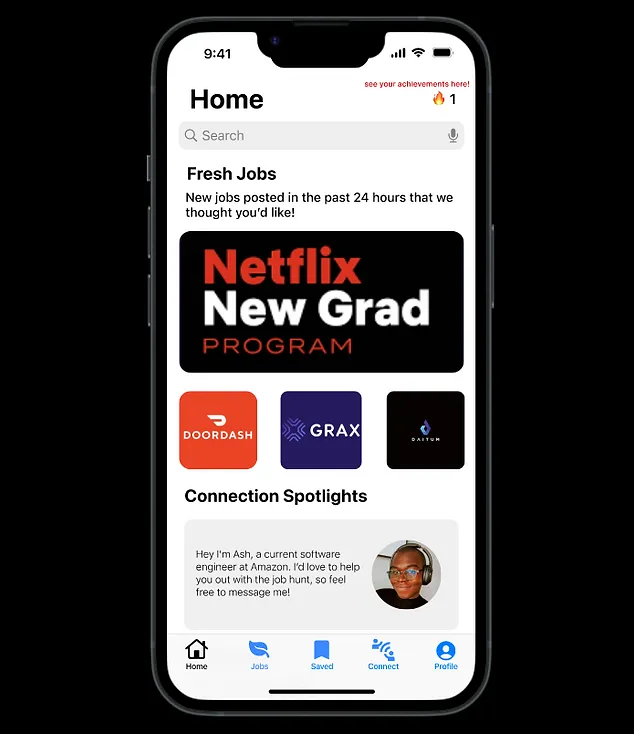 9:41
see your achievements here!
Home
🔥 1
Search
Fresh Jobs
New jobs posted in the past 24 hours that we
thought you'd like!
Netflix
New Grad
PROGRAM
DOORDASH
GRAX
DAITUM
Connection Spotlights
Hey I'm Ash, a current software
engineer at Amazon. I'd love to help
you out with the job hunt, so feel
free to message me!
Home Jobs Saved Connect Profile